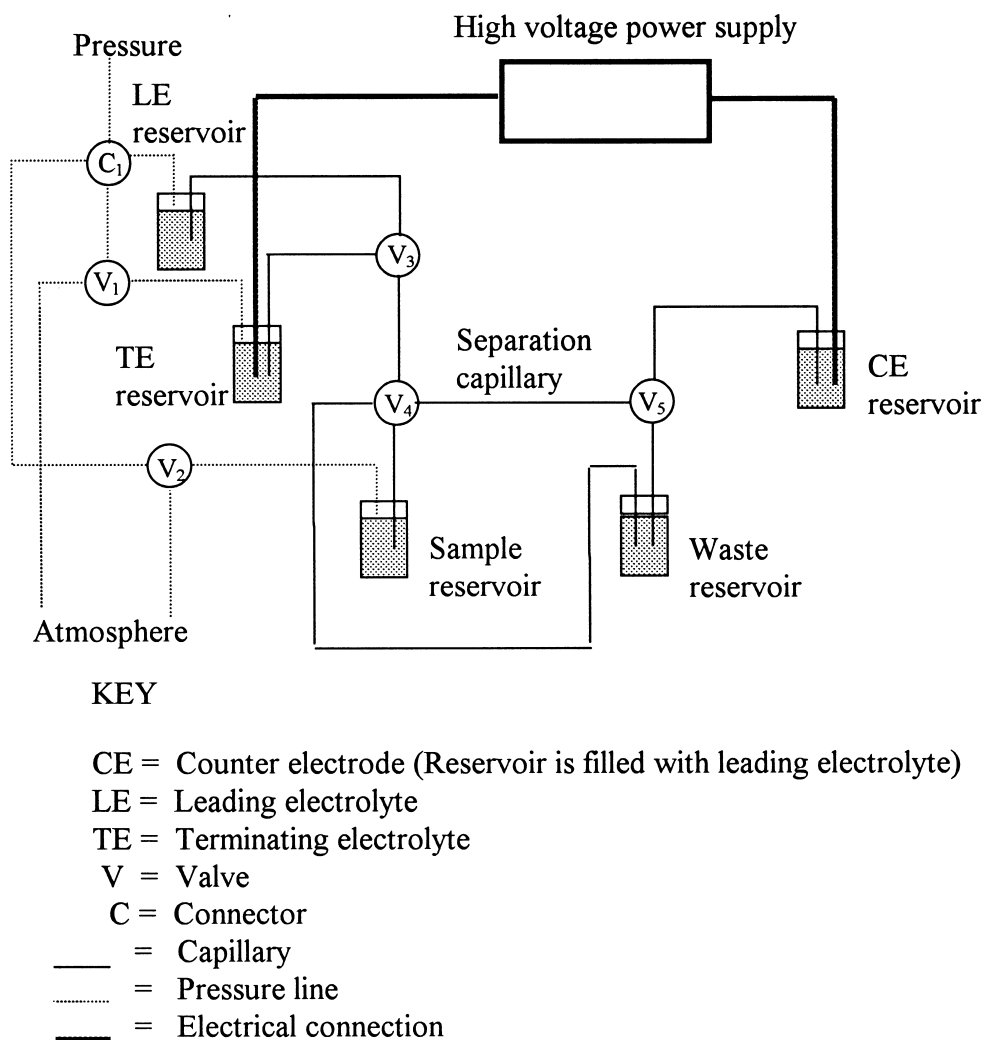 High voltage power supply
Pressure
LE
reservoir
C1
V3
V1
TE
reservoir
Separation
capillary
CE
reservoir
V4
V5
V2
Sample
reservoir
Waste
reservoir
Atmosphere
KEY
CE = Counter electrode (Reservoir is filled with leading electrolyte)
LE = Leading electrolyte
TE = Terminating electrolyte
V = Valve
C = Connector
= Capillary
= Pressure line
= Electrical connection